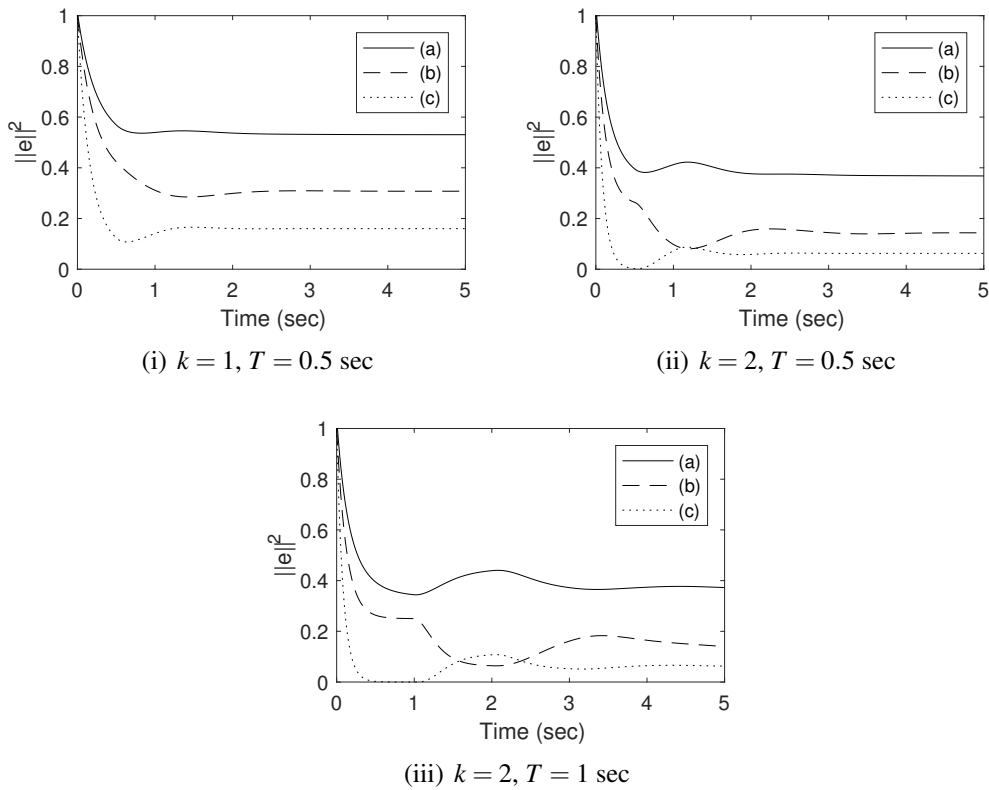 1
0.8
0.6
0.4
0.2
0
||e||²
0 1 2 3 4 5
Time (sec)
(a)
(b)
(c)
(i) k = 1, T = 0.5 sec
1
0.8
0.6
0.4
0.2
0
||e||²
0 1 2 3 4 5
Time (sec)
(a)
(b)
(c)
(ii) k = 2, T = 0.5 sec
1
0.8
0.6
0.4
0.2
0
||e||²
0 1 2 3 4 5
Time (sec)
(a)
(b)
(c)
(iii) k = 2, T = 1 sec